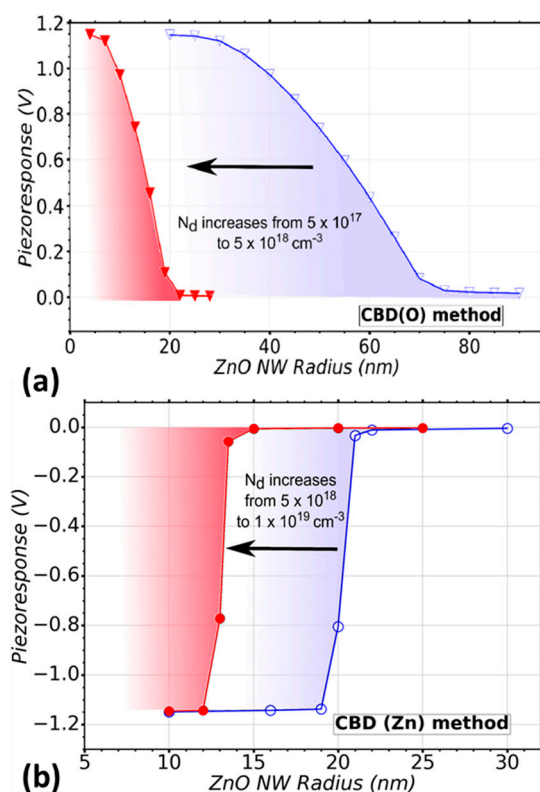 1.2
1.0
0.8
0.6
0.4
0.2
0.0
Piezoresponse (V)
N_d increases from 5 x 10^17
to 5 x 10^18 cm^-3
CBD(O) method
0 20 40 60 80
ZnO NW Radius (nm)
(a)
0.0
−0.2
−0.4
−0.6
−0.8
−1.0
−1.2
Piezoresponse (V)
N_d increases
from 5 x 10^18
to 1 x 10^19 cm^-3
CBD (Zn) method
5 10 15 20 25 30
ZnO NW Radius (nm)
(b)